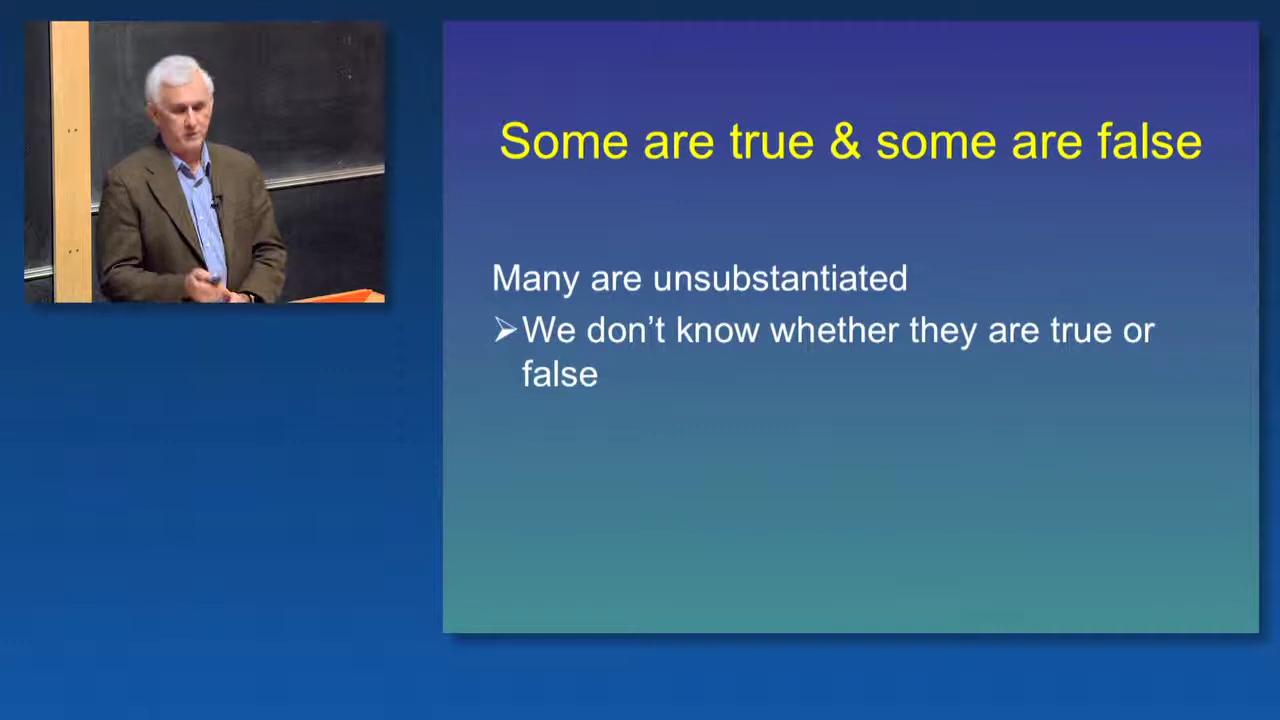 Some are true & some are false
Many are unsubstantiated
➢We don’t know whether they are true or
false